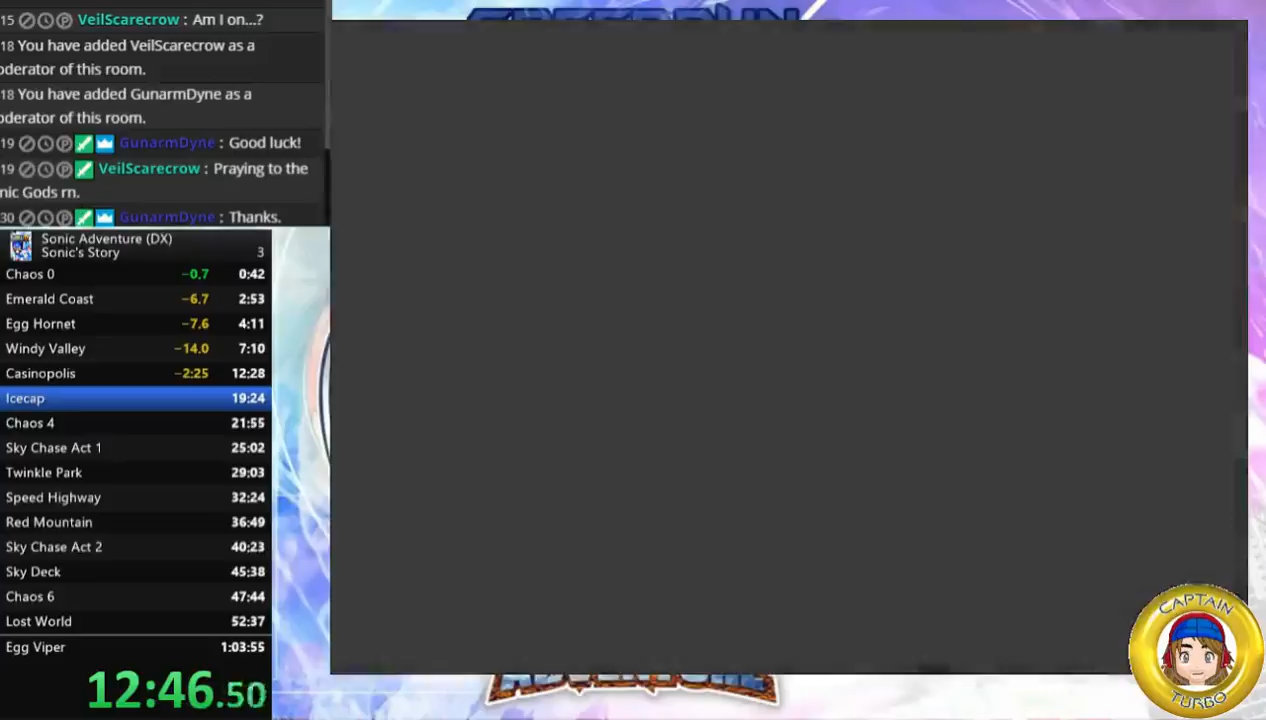 15 VeilScarecrow : Am I on...?
18 You have added VeilScarecrow as a
oderator of this room.
18 You have added GunarmDyne as a
oderator of this room.
19 GunarmDyne : Good luck!
19 VeilScarecrow : Praying to the
nic Gods rn.
30 GunarmDyne : Thanks.
Sonic Adventure (DX)
Sonic's Story 3
Chaos 0 -0.7 0:42
Emerald Coast -6.7 2:53
Egg Hornet -7.6 4:11
Windy Valley -14.0 7:10
Casinopolis -2:25 12:28
Icecap 19:24
Chaos 4 21:55
Sky Chase Act 1 25:02
Twinkle Park 29:03
Speed Highway 32:24
Red Mountain 36:49
Sky Chase Act 2 40:23
Sky Deck 45:38
Chaos 6 47:44
Lost World 52:37
Egg Viper 1:03:55
12:46.50
CAPTAIN
TURBO